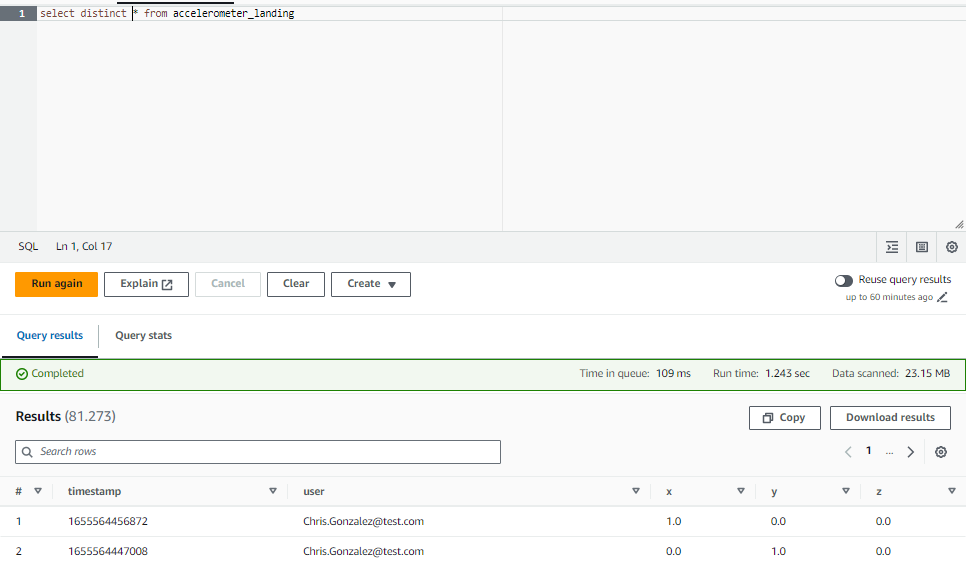 1 select distinct * from accelerometer_landing
SQL Ln 1, Col 17
Run again Explain Cancel Clear Create Reuse query results
up to 60 minutes ago
Query results Query stats
Completed Time in queue: 109 ms Run time: 1.243 sec Data scanned: 23.15 MB
Results (81.273) Copy Download results
Search rows 1 ...
# timestamp user x y z
1 1655564456872 Chris.Gonzalez@test.com 1.0 0.0 0.0
2 1655564447008 Chris.Gonzalez@test.com 0.0 1.0 0.0